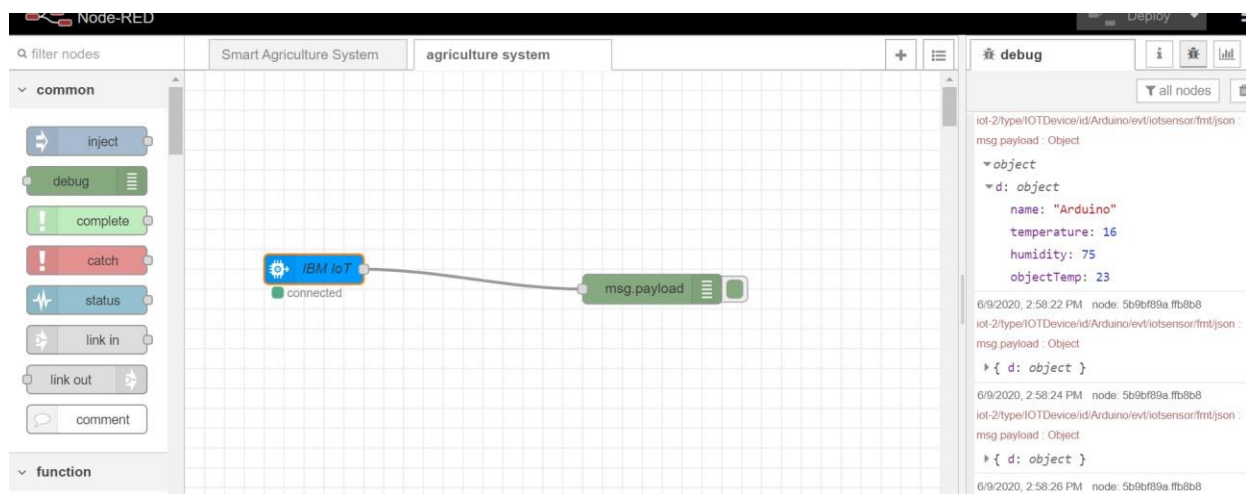 Node-RED
Deploy
filter nodes
Smart Agriculture System
agriculture system
debug
i
all nodes
common
inject
debug
complete
catch
status
link in
link out
comment
function
IBM IoT
connected
msg.payload
iot-2/type/IOTDevice/id/Arduino/evt/iotsensor/fmt/json :
msg.payload : Object
object
d: object
name: "Arduino"
temperature: 16
humidity: 75
objectTemp: 23
6/9/2020, 2:58:22 PM node: 5b9bf89a.ffb8b8
iot-2/type/IOTDevice/id/Arduino/evt/iotsensor/fmt/json :
msg.payload : Object
{ d: object }
6/9/2020, 2:58:24 PM node: 5b9bf89a.ffb8b8
iot-2/type/IOTDevice/id/Arduino/evt/iotsensor/fmt/json :
msg.payload : Object
{ d: object }
6/9/2020, 2:58:26 PM node: 5b9bf89a.ffb8b8